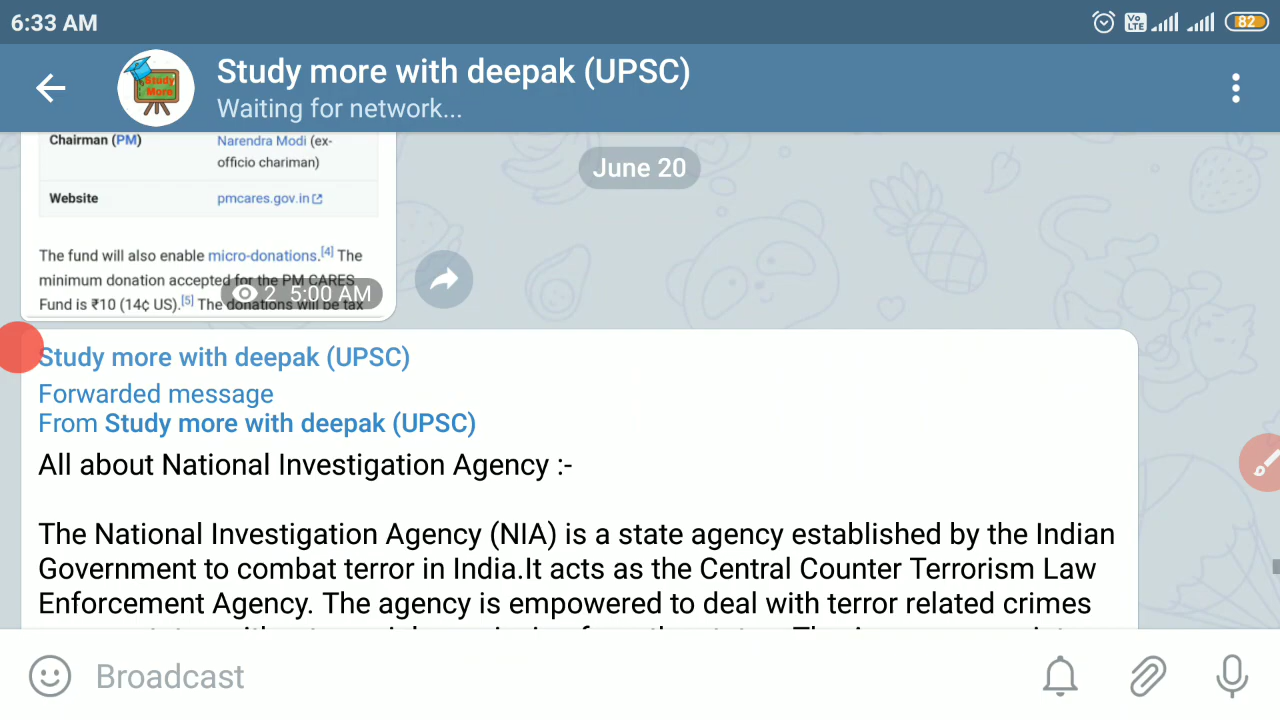 6:33 AM
Vo LTE
82
Study more with deepak (UPSC)
Study
More
Waiting for network...
June 20
Chairman (PM)
Narendra Modi (ex-
officio chariman)
Website
pmcares.gov.in
The fund will also enable micro-donations.[4] The
minimum donation accepted for the PM CARES
Fund is ₹10 (14¢ US).[5] The donations will be tax
2 5:00 AM
Study more with deepak (UPSC)
Forwarded message
From Study more with deepak (UPSC)
All about National Investigation Agency :-
The National Investigation Agency (NIA) is a state agency established by the Indian
Government to combat terror in India.It acts as the Central Counter Terrorism Law
Enforcement Agency. The agency is empowered to deal with terror related crimes
Broadcast